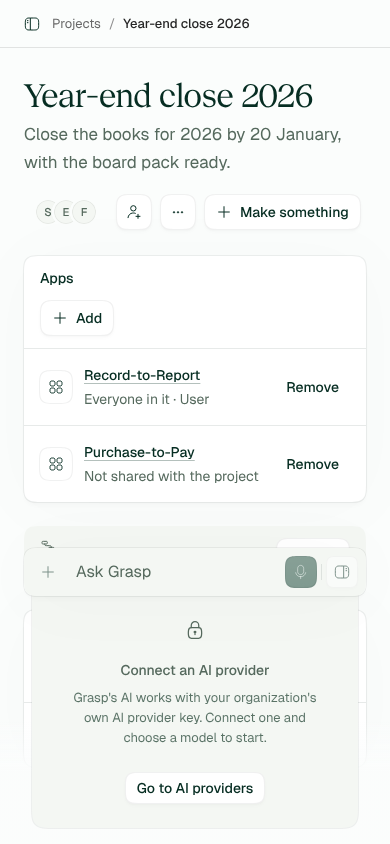 Projects / Year-end close 2026
Year-end close 2026
Close the books for 2026 by 20 January,
with the board pack ready.
S E F
··· + Make something
Apps
+ Add
Record-to-Report
Everyone in it · User
Remove
Purchase-to-Pay
Not shared with the project
Remove
+ Ask Grasp
Connect an AI provider
Grasp's AI works with your organization's
own AI provider key. Connect one and
choose a model to start.
Go to AI providers